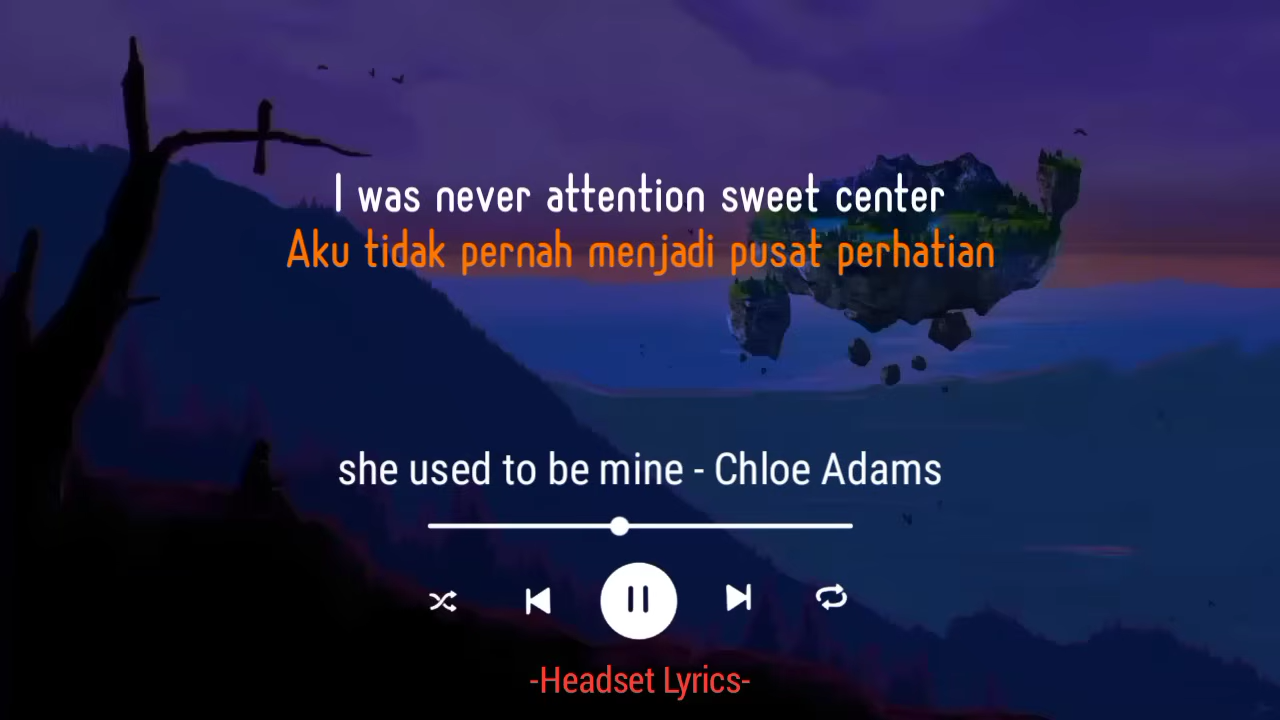 I was never attention sweet center
Aku tidak pernah menjadi pusat perhatian
she used to be mine - Chloe Adams
-Headset Lyrics-